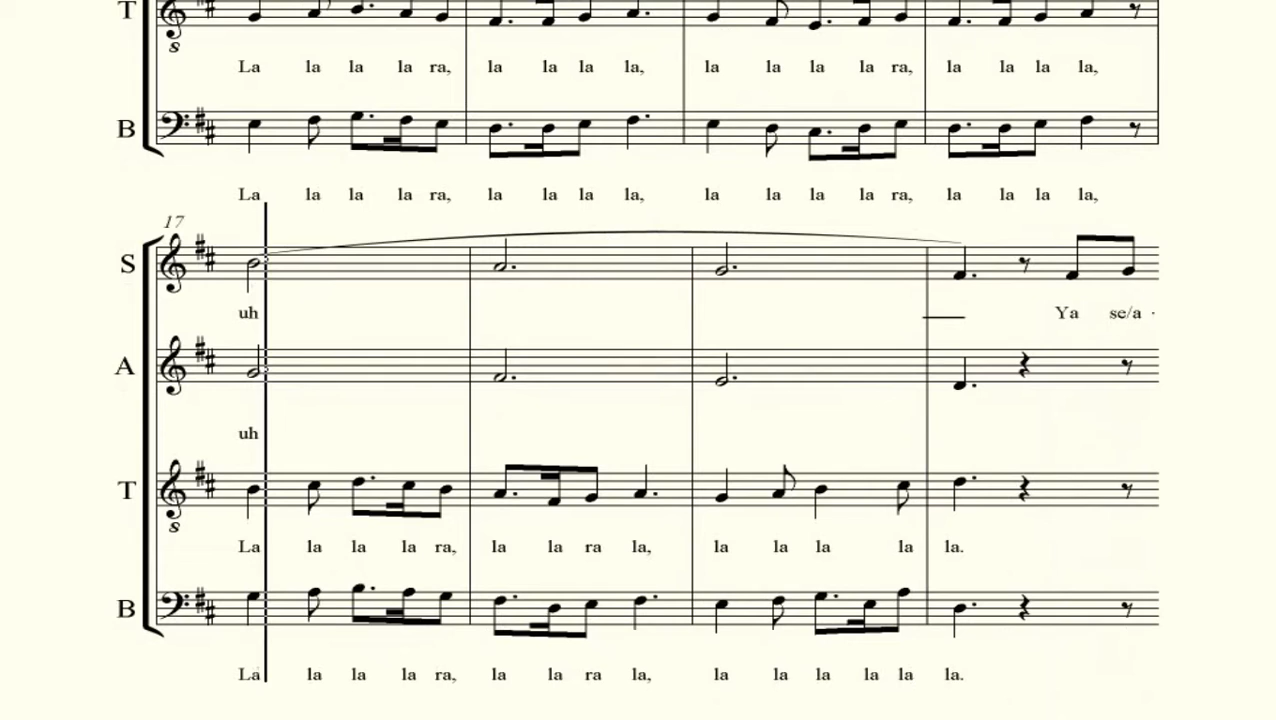 T
8
La la la la ra, la la la la, la la la la ra, la la la la,
B
La la la la ra, la la la la, la la la la ra, la la la la,
17
S
uh Ya se/a -
A
uh
T
8
La la la la ra, la la ra la, la la la la la.
B
La la la la ra, la la ra la, la la la la la la.